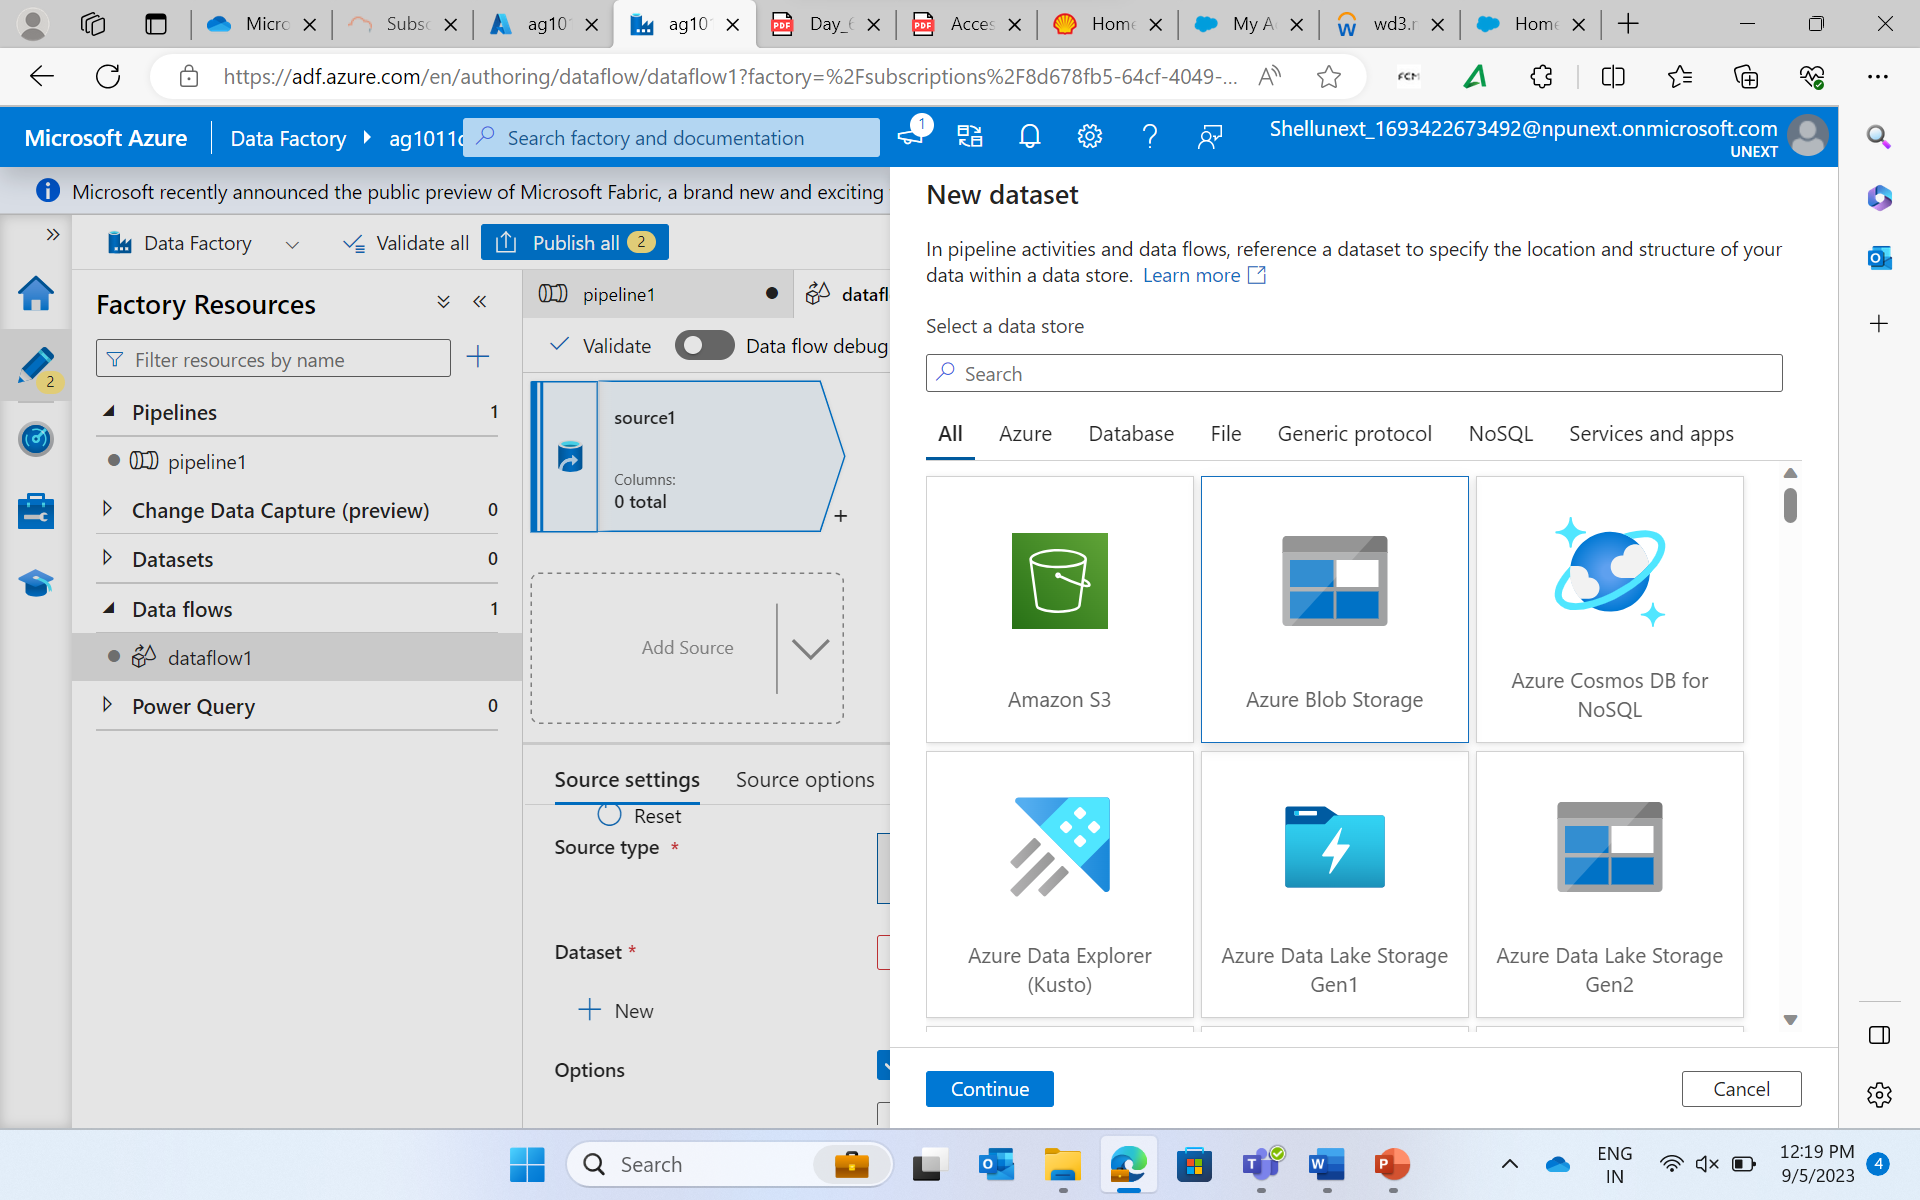 Micro
Subsc
ag10
ag10
Day_6
Acces
Home
My A
wd3.r
Home
https://adf.azure.com/en/authoring/dataflow/dataflow1?factory=%2Fsubscriptions%2F8d678fb5-64cf-4049-...
FCM
Microsoft Azure
Data Factory
ag1011
Search factory and documentation
1
Shellunext_1693422673492@npunext.onmicrosoft.com
UNEXT
Microsoft recently announced the public preview of Microsoft Fabric, a brand new and exciting
Data Factory
Validate all
Publish all 2
2
Factory Resources
Filter resources by name
Pipelines 1
pipeline1
Change Data Capture (preview) 0
Datasets 0
Data flows 1
dataflow1
Power Query 0
pipeline1
datafl
Validate
Data flow debug
source1
Columns:
0 total
Add Source
Source settings
Source options
Reset
Source type *
Dataset *
New
Options
New dataset
In pipeline activities and data flows, reference a dataset to specify the location and structure of your
data within a data store. Learn more
Select a data store
Search
All
Azure
Database
File
Generic protocol
NoSQL
Services and apps
Amazon S3
Azure Blob Storage
Azure Cosmos DB for
NoSQL
Azure Data Explorer
(Kusto)
Azure Data Lake Storage
Gen1
Azure Data Lake Storage
Gen2
Continue
Cancel
Search
ENG
IN
12:19 PM
9/5/2023
4